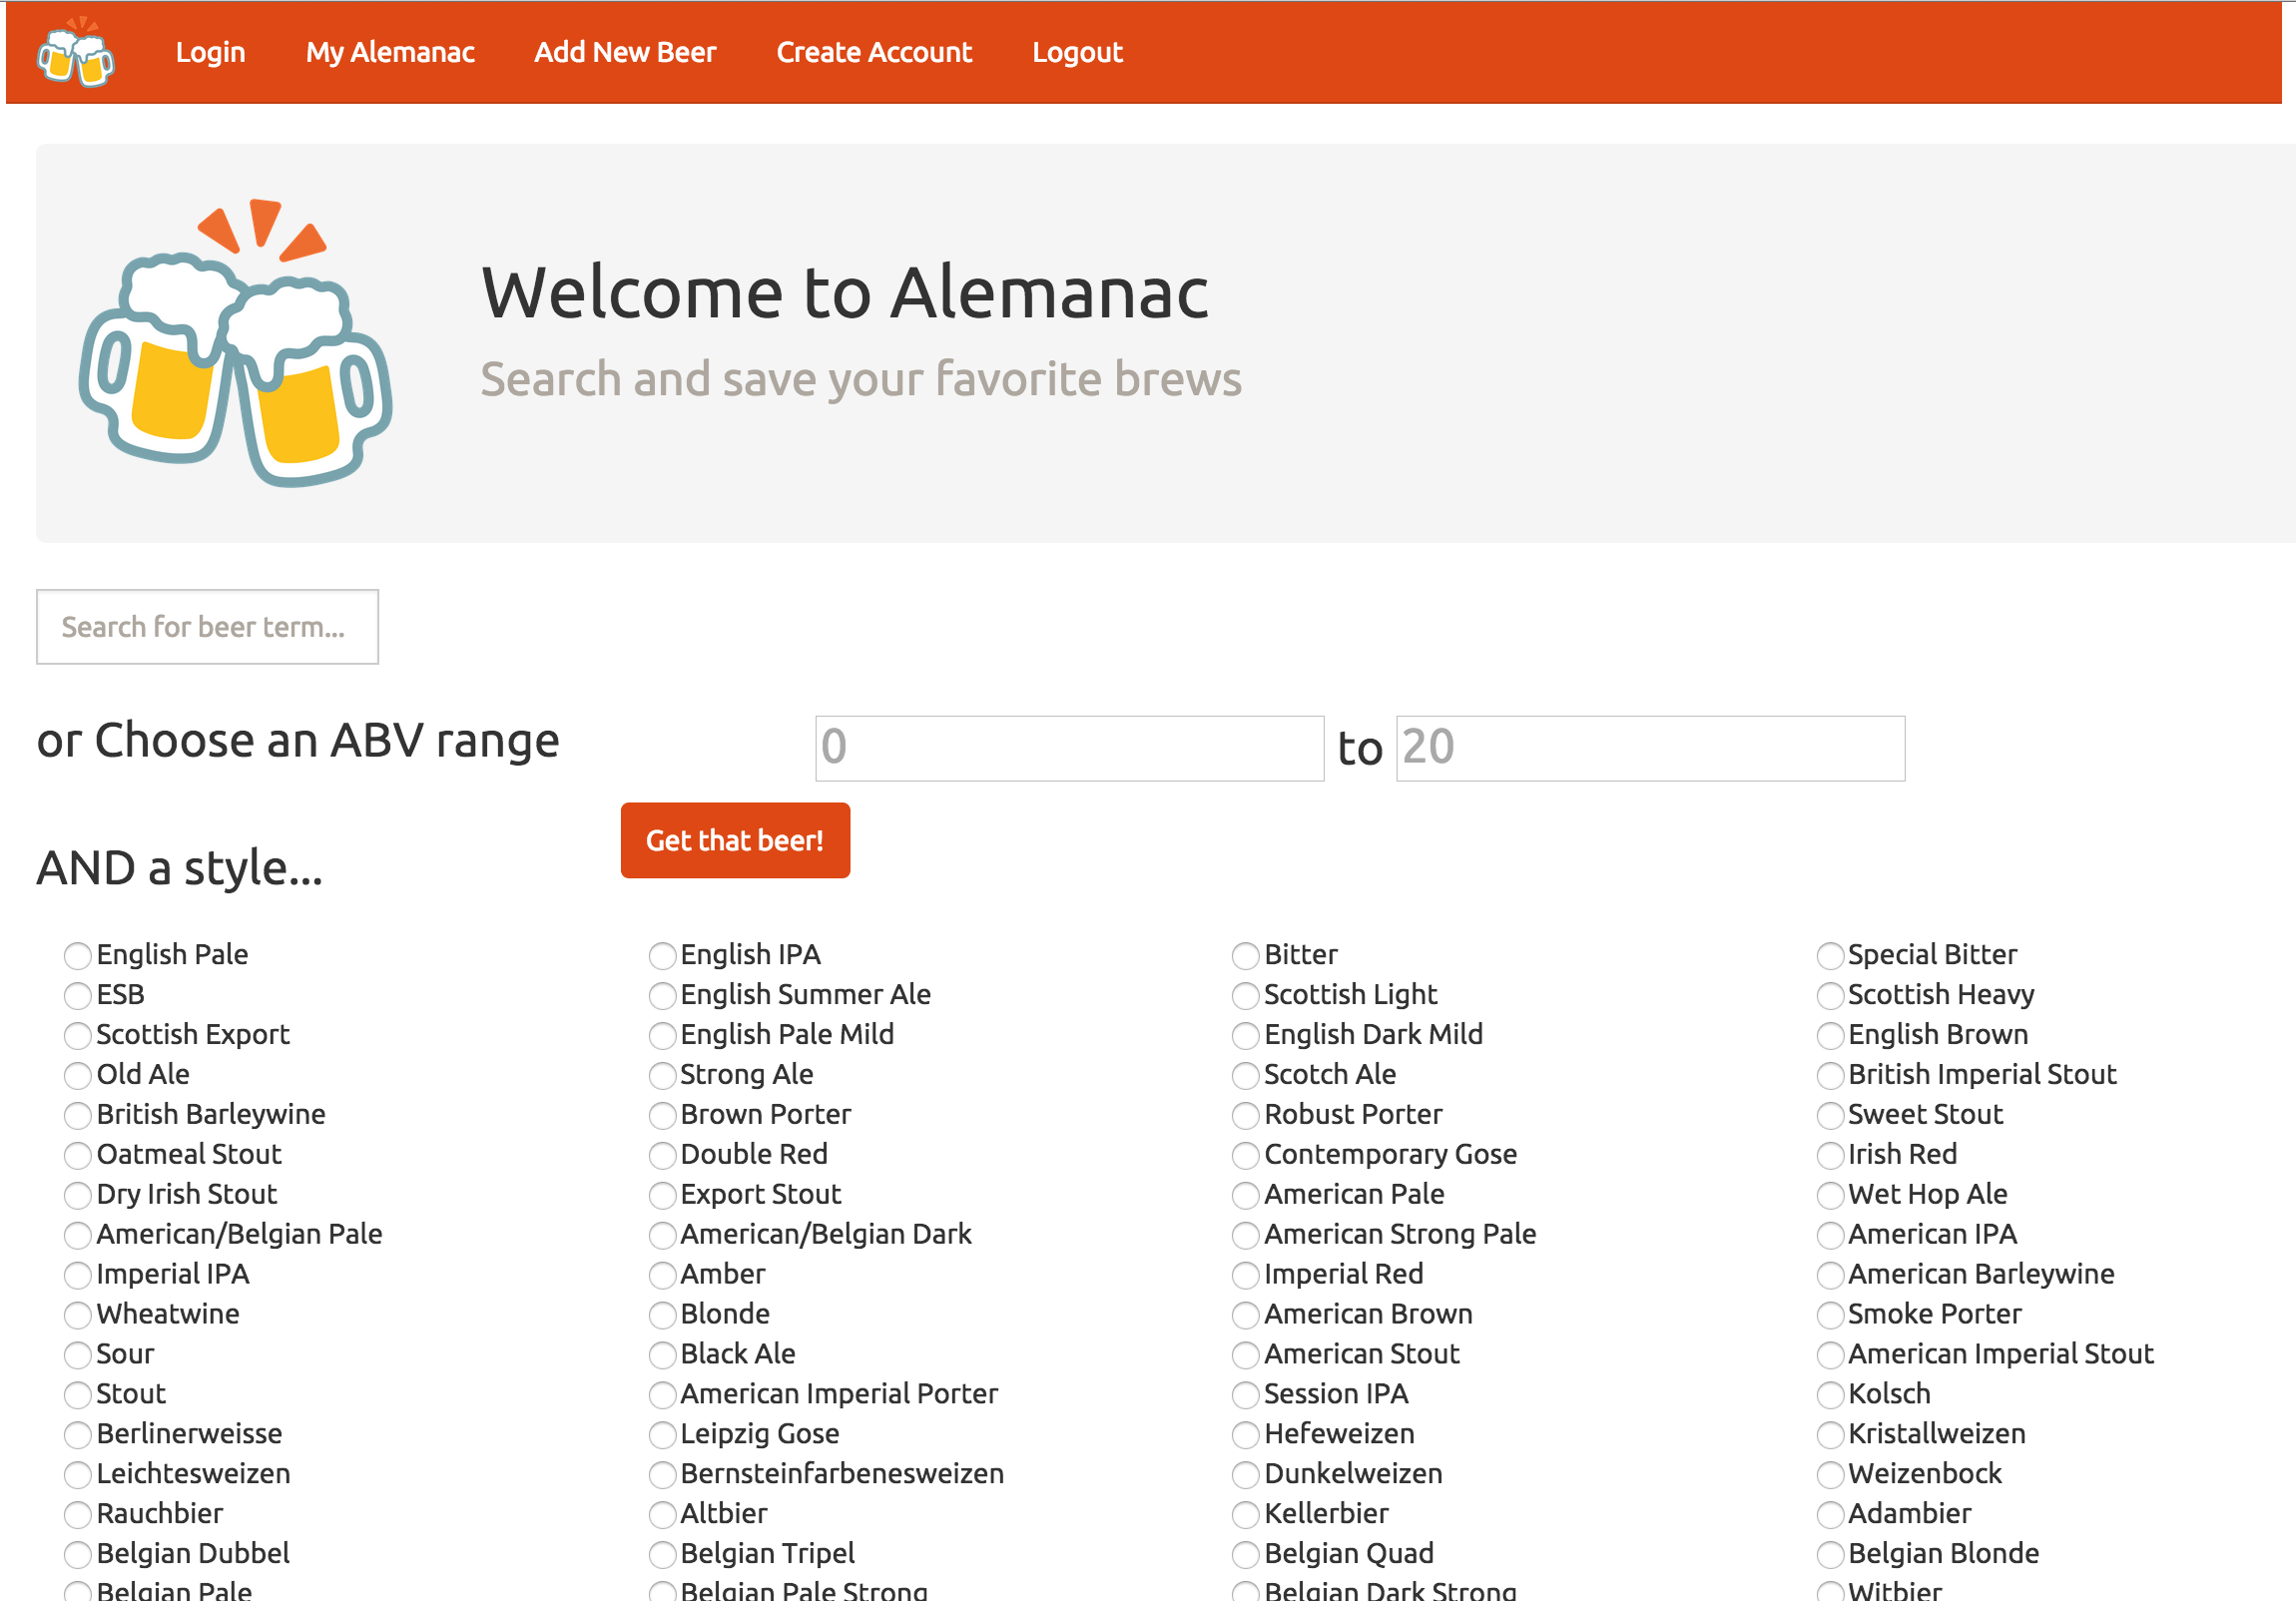 Login My Alemanac Add New Beer Create Account Logout
Welcome to Alemanac
Search and save your favorite brews
Search for beer term...
or Choose an ABV range 0 to 20
Get that beer!
AND a style...
English Pale English IPA Bitter Special Bitter
ESB English Summer Ale Scottish Light Scottish Heavy
Scottish Export English Pale Mild English Dark Mild English Brown
Old Ale Strong Ale Scotch Ale British Imperial Stout
British Barleywine Brown Porter Robust Porter Sweet Stout
Oatmeal Stout Double Red Contemporary Gose Irish Red
Dry Irish Stout Export Stout American Pale Wet Hop Ale
American/Belgian Pale American/Belgian Dark American Strong Pale American IPA
Imperial IPA Amber Imperial Red American Barleywine
Wheatwine Blonde American Brown Smoke Porter
Sour Black Ale American Stout American Imperial Stout
Stout American Imperial Porter Session IPA Kolsch
Berlinerweisse Leipzig Gose Hefeweizen Kristallweizen
Leichtesweizen Bernsteinfarbenesweizen Dunkelweizen Weizenbock
Rauchbier Altbier Kellerbier Adambier
Belgian Dubbel Belgian Tripel Belgian Quad Belgian Blonde
Belgian Pale Belgian Pale Strong Belgian Dark Strong Witbier